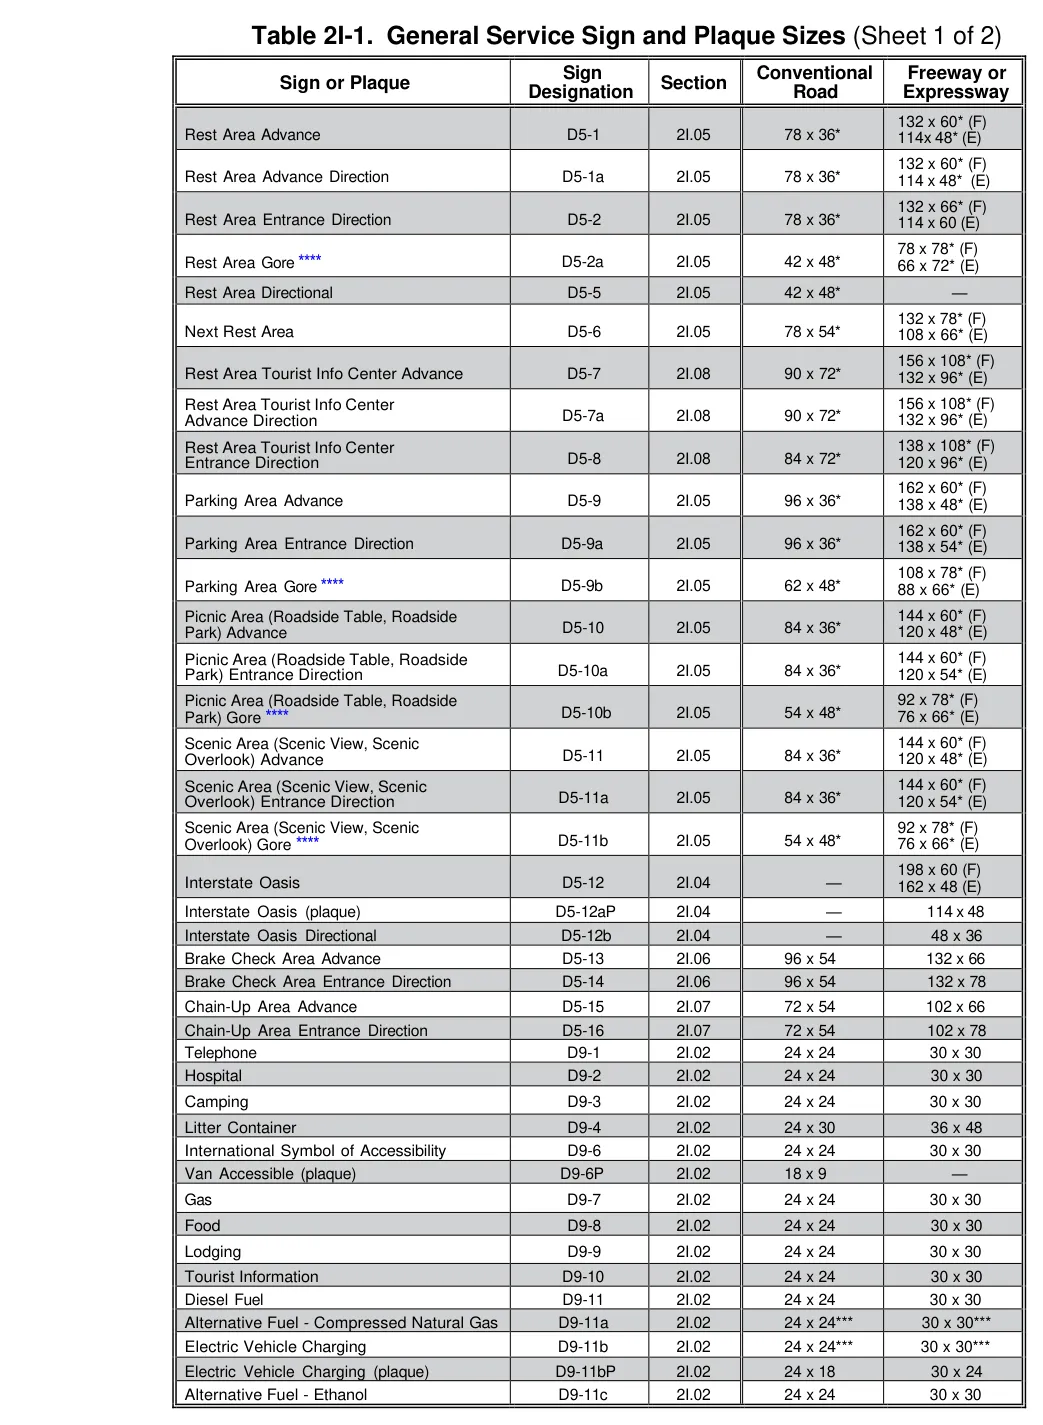 Table 2I-1. General Service Sign and Plaque Sizes (Sheet 1 of 2)
Sign or Plaque Sign Designation Section Conventional Road Freeway or Expressway
Rest Area Advance D5-1 2I.05 78 x 36* 132 x 60* (F)
114x 48* (E)
Rest Area Advance Direction D5-1a 2I.05 78 x 36* 132 x 60* (F)
114 x 48* (E)
Rest Area Entrance Direction D5-2 2I.05 78 x 36* 132 x 66* (F)
114 x 60 (E)
Rest Area Gore **** D5-2a 2I.05 42 x 48* 78 x 78* (F)
66 x 72* (E)
Rest Area Directional D5-5 2I.05 42 x 48* —
Next Rest Area D5-6 2I.05 78 x 54* 132 x 78* (F)
108 x 66* (E)
Rest Area Tourist Info Center Advance D5-7 2I.08 90 x 72* 156 x 108* (F)
132 x 96* (E)
Rest Area Tourist Info Center
Advance Direction D5-7a 2I.08 90 x 72* 156 x 108* (F)
132 x 96* (E)
Rest Area Tourist Info Center
Entrance Direction D5-8 2I.08 84 x 72* 138 x 108* (F)
120 x 96* (E)
Parking Area Advance D5-9 2I.05 96 x 36* 162 x 60* (F)
138 x 48* (E)
Parking Area Entrance Direction D5-9a 2I.05 96 x 36* 162 x 60* (F)
138 x 54* (E)
Parking Area Gore **** D5-9b 2I.05 62 x 48* 108 x 78* (F)
88 x 66* (E)
Picnic Area (Roadside Table, Roadside
Park) Advance D5-10 2I.05 84 x 36* 144 x 60* (F)
120 x 48* (E)
Picnic Area (Roadside Table, Roadside
Park) Entrance Direction D5-10a 2I.05 84 x 36* 144 x 60* (F)
120 x 54* (E)
Picnic Area (Roadside Table, Roadside
Park) Gore **** D5-10b 2I.05 54 x 48* 92 x 78* (F)
76 x 66* (E)
Scenic Area (Scenic View, Scenic
Overlook) Advance D5-11 2I.05 84 x 36* 144 x 60* (F)
120 x 48* (E)
Scenic Area (Scenic View, Scenic
Overlook) Entrance Direction D5-11a 2I.05 84 x 36* 144 x 60* (F)
120 x 54* (E)
Scenic Area (Scenic View, Scenic
Overlook) Gore **** D5-11b 2I.05 54 x 48* 92 x 78* (F)
76 x 66* (E)
Interstate Oasis D5-12 2I.04 — 198 x 60 (F)
162 x 48 (E)
Interstate Oasis (plaque) D5-12aP 2I.04 — 114 x 48
Interstate Oasis Directional D5-12b 2I.04 — 48 x 36
Brake Check Area Advance D5-13 2I.06 96 x 54 132 x 66
Brake Check Area Entrance Direction D5-14 2I.06 96 x 54 132 x 78
Chain-Up Area Advance D5-15 2I.07 72 x 54 102 x 66
Chain-Up Area Entrance Direction D5-16 2I.07 72 x 54 102 x 78
Telephone D9-1 2I.02 24 x 24 30 x 30
Hospital D9-2 2I.02 24 x 24 30 x 30
Camping D9-3 2I.02 24 x 24 30 x 30
Litter Container D9-4 2I.02 24 x 30 36 x 48
International Symbol of Accessibility D9-6 2I.02 24 x 24 30 x 30
Van Accessible (plaque) D9-6P 2I.02 18 x 9 —
Gas D9-7 2I.02 24 x 24 30 x 30
Food D9-8 2I.02 24 x 24 30 x 30
Lodging D9-9 2I.02 24 x 24 30 x 30
Tourist Information D9-10 2I.02 24 x 24 30 x 30
Diesel Fuel D9-11 2I.02 24 x 24 30 x 30
Alternative Fuel - Compressed Natural Gas D9-11a 2I.02 24 x 24*** 30 x 30***
Electric Vehicle Charging D9-11b 2I.02 24 x 24*** 30 x 30***
Electric Vehicle Charging (plaque) D9-11bP 2I.02 24 x 18 30 x 24
Alternative Fuel - Ethanol D9-11c 2I.02 24 x 24 30 x 30